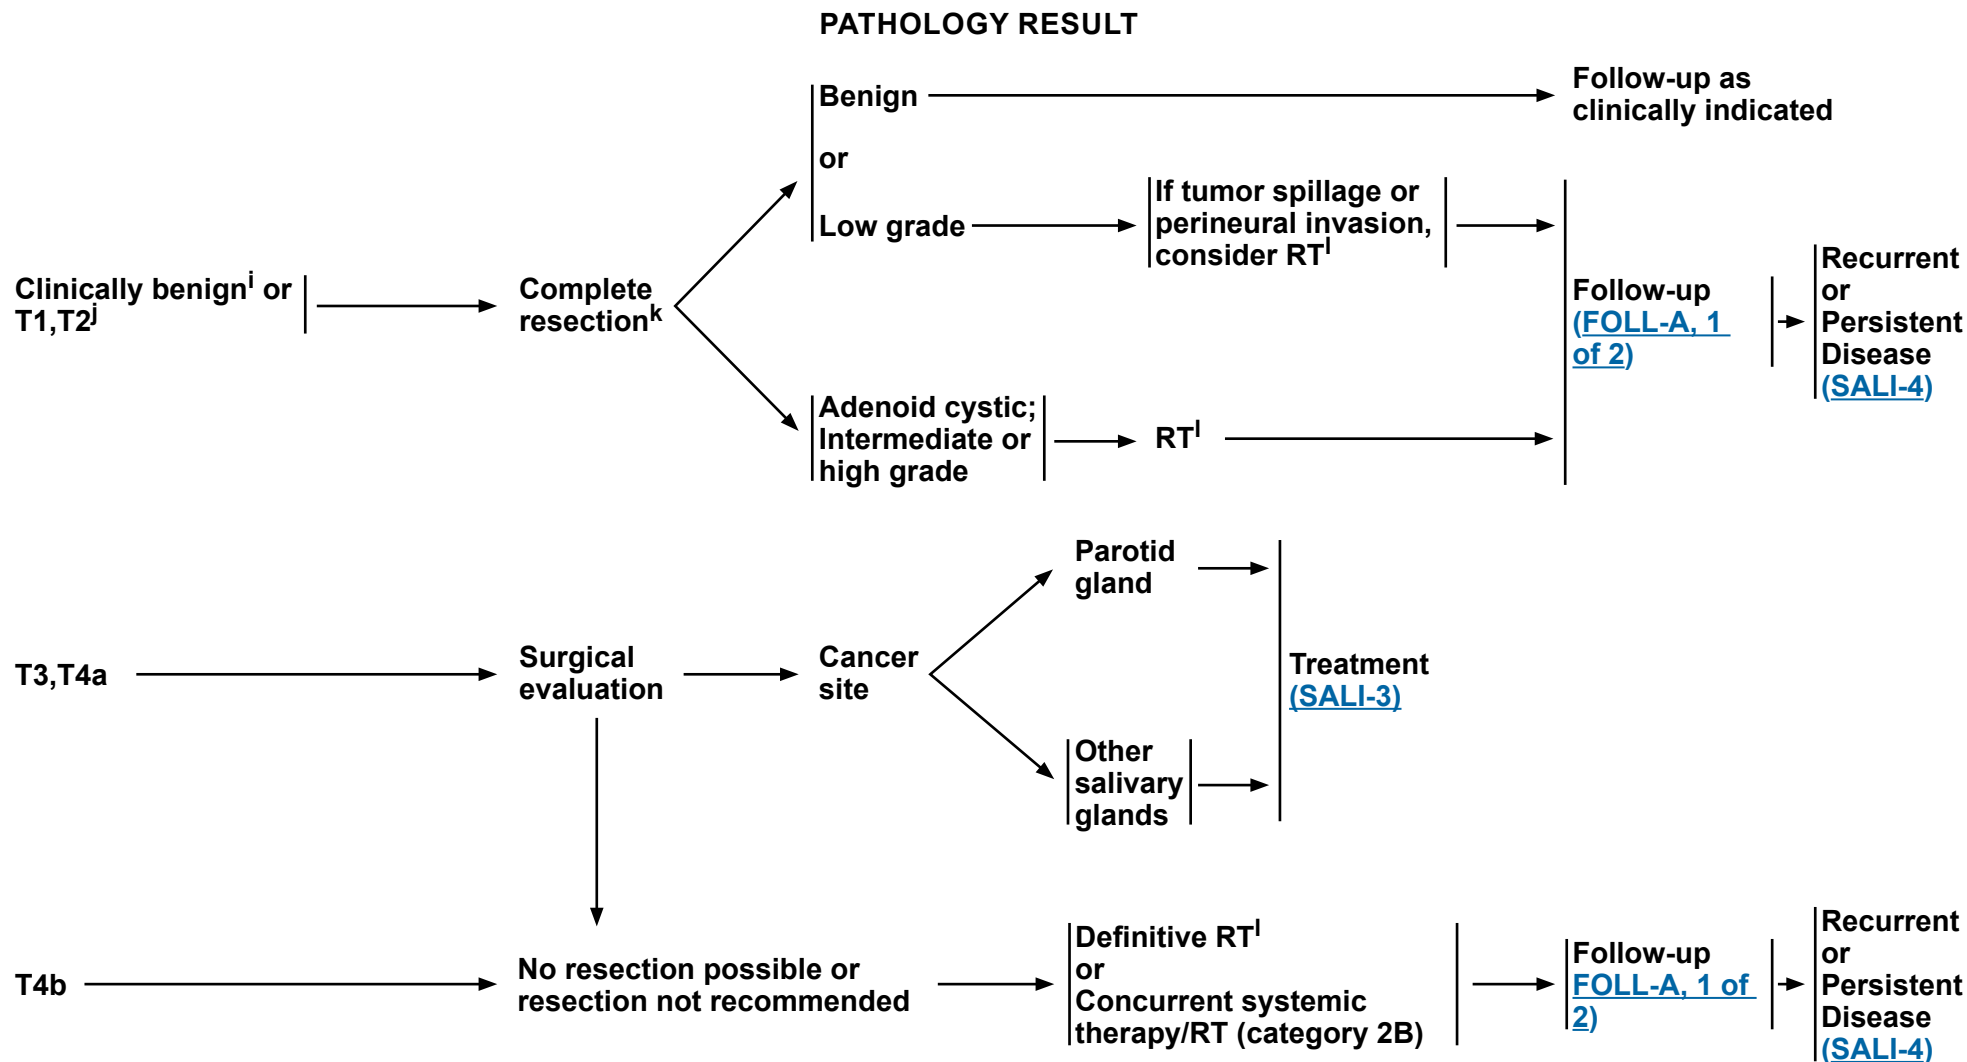 PATHOLOGY RESULT
Clinically benignⁱ or
T1,T2ʲ
Complete
resectionᵏ
Benign
or
Low grade
Follow-up as
clinically indicated
If tumor spillage or
perineural invasion,
consider RTˡ
Adenoid cystic;
Intermediate or
high grade
RTˡ
Follow-up
(FOLL-A, 1
of 2)
Recurrent
or
Persistent
Disease
(SALI-4)
T3,T4a
Surgical
evaluation
Cancer
site
Parotid
gland
Other
salivary
glands
Treatment
(SALI-3)
T4b
No resection possible or
resection not recommended
Definitive RTˡ
or
Concurrent systemic
therapy/RT (category 2B)
Follow-up
FOLL-A, 1 of
2)
Recurrent
or
Persistent
Disease
(SALI-4)